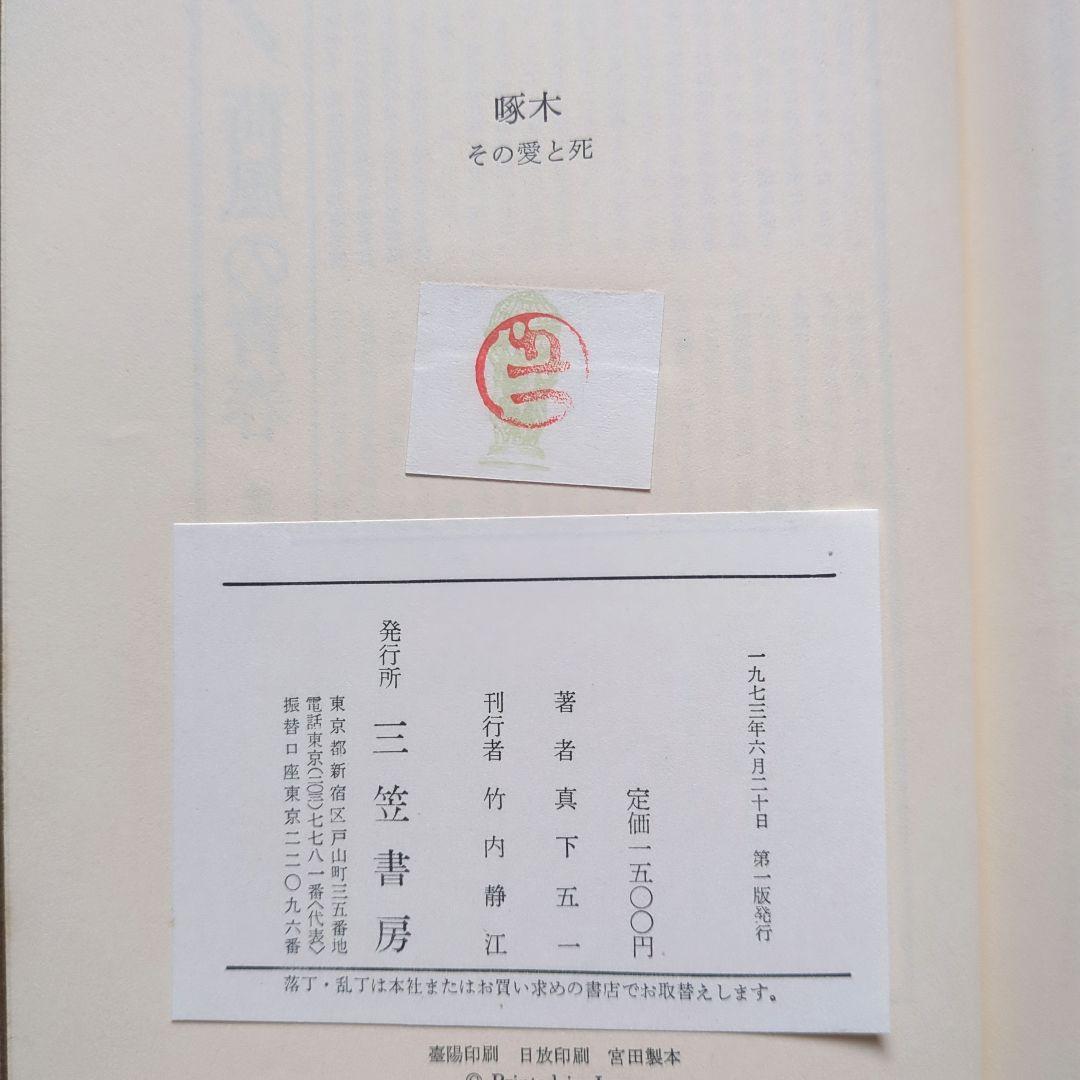 啄木
その愛と死
一九七三年六月二十日　第一版発行
定価一五〇〇円
著者 真下五一
刊行者 竹内静江
発行所 三笠書房
東京都新宿区戸山町三五番地
電話東京(二〇三)七七八一番〈代表〉
振替口座東京二二〇九六番
落丁・乱丁は本社またはお買い求めの書店でお取替えします。
臺陽印刷　日放印刷　宮田製本